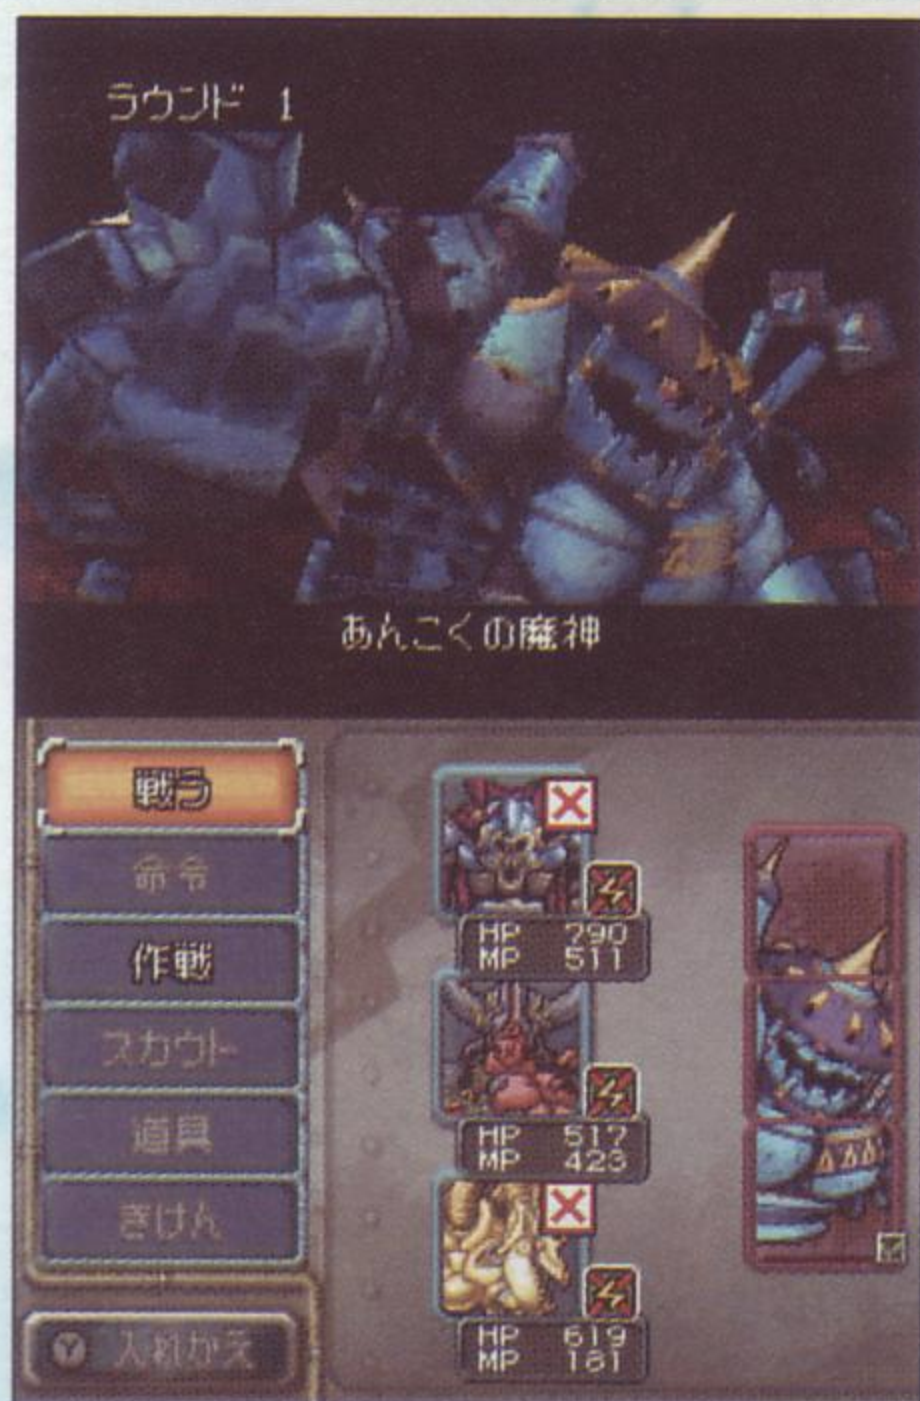 ラウンド 1
あんこくの魔神
戦う
命令
作戦
スカウト
道具
きけん
Ⓨ 入れかえ
HP 790
MP 511
HP 517
MP 423
HP 619
MP 181